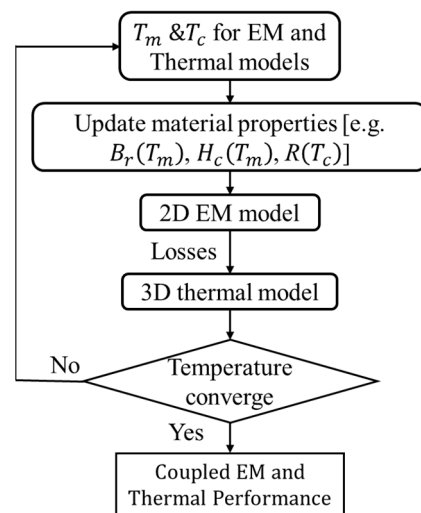 T_m &T_c for EM and
Thermal models
Update material properties [e.g.
B_r(T_m), H_c(T_m), R(T_c)]
2D EM model
Losses
3D thermal model
No
Temperature
converge
Yes
Coupled EM and
Thermal Performance